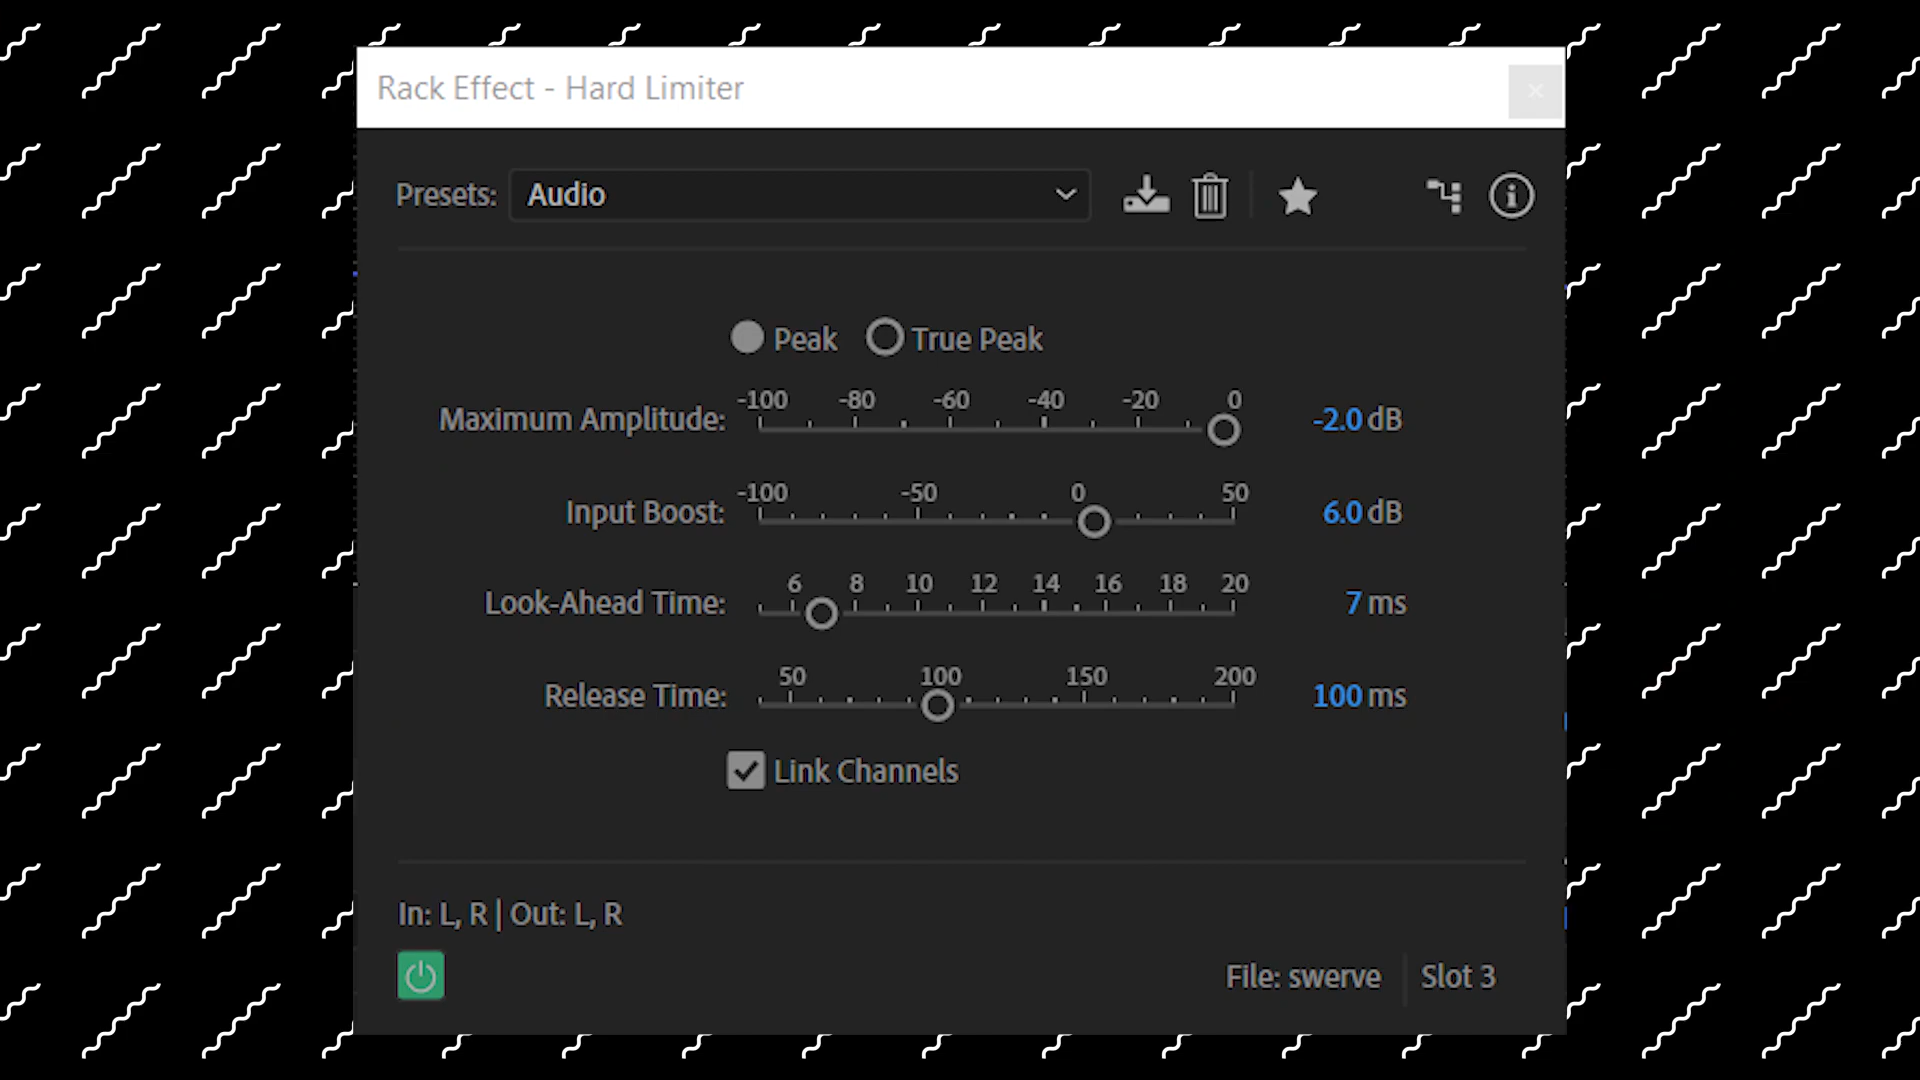 Rack Effect - Hard Limiter
Presets: Audio
Peak True Peak
-100 -80 -60 -40 -20 0
Maximum Amplitude: -2.0 dB
-100 -50 0 50
Input Boost: 6.0 dB
6 8 10 12 14 16 18 20
Look-Ahead Time: 7 ms
50 100 150 200
Release Time: 100 ms
Link Channels
In: L, R | Out: L, R
File: swerve Slot 3